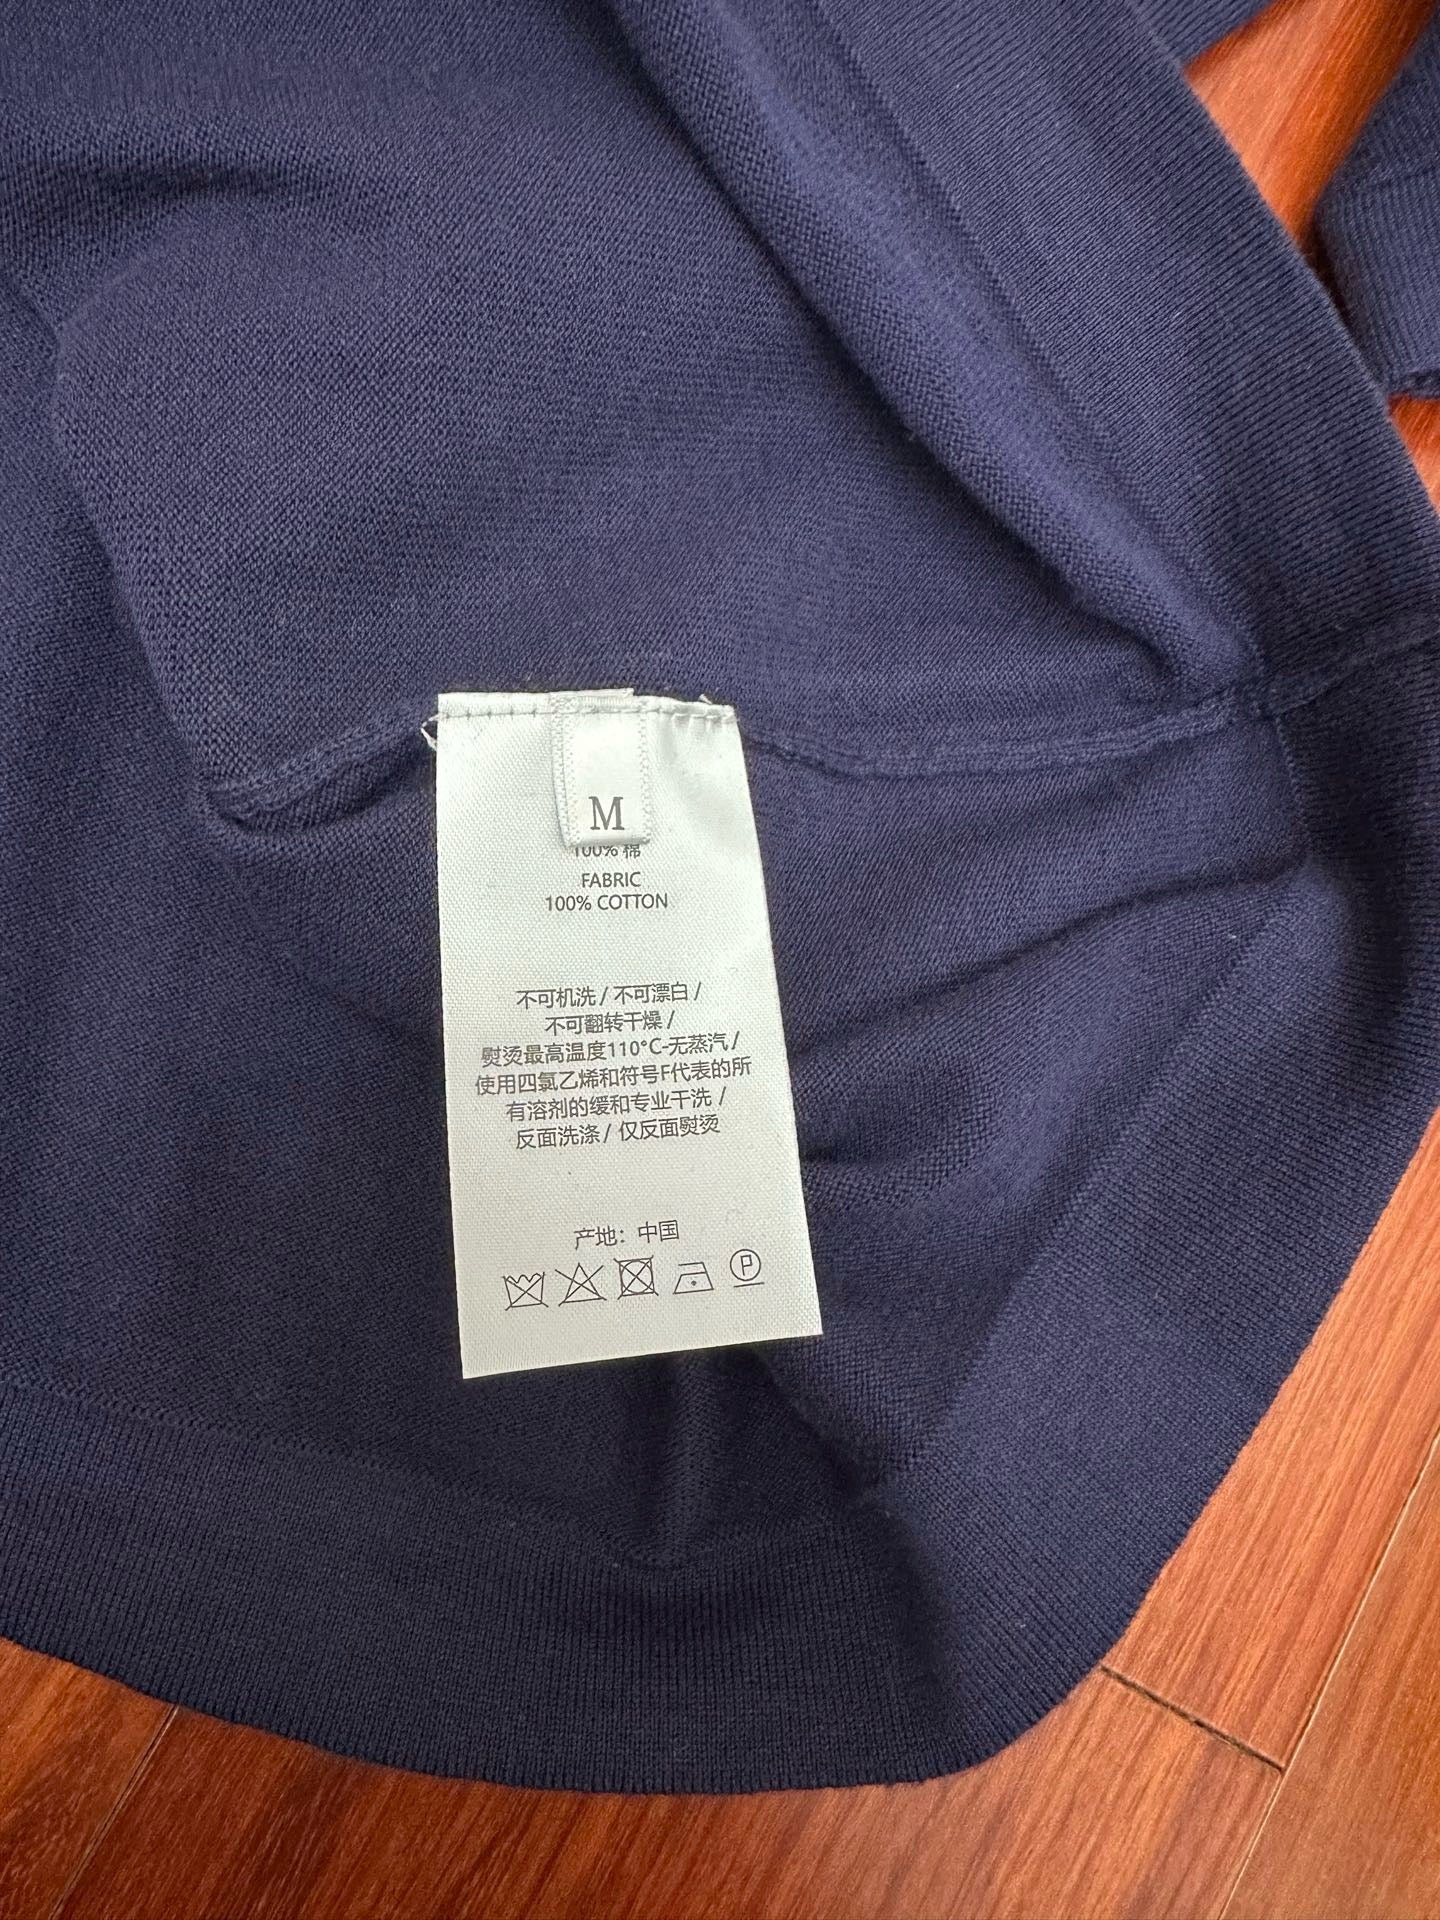 M
100% 棉
FABRIC
100% COTTON
不可机洗 / 不可漂白 /
不可翻转干燥 /
熨烫最高温度110°C-无蒸汽 /
使用四氯乙烯和符号F代表的所
有溶剂的缓和专业干洗 /
反面洗涤 / 仅反面熨烫
产地：中国
P